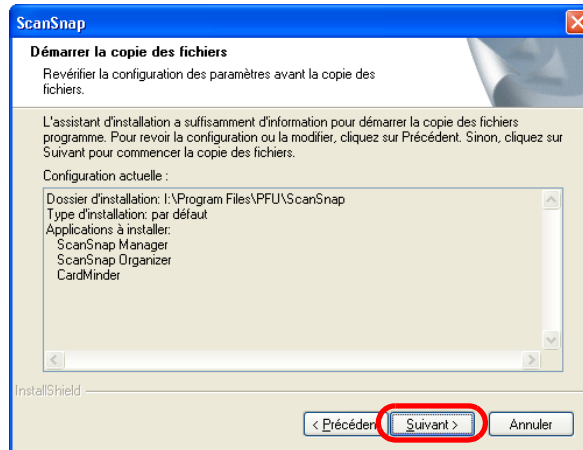 ScanSnap
Démarrer la copie des fichiers
Revérifier la configuration des paramètres avant la copie des
fichiers.
L'assistant d'installation a suffisamment d'information pour démarrer la copie des fichiers
programme. Pour revoir la configuration ou la modifier, cliquez sur Précédent. Sinon, cliquez sur
Suivant pour commencer la copie des fichiers.
Configuration actuelle :
Dossier d'installation: I:\Program Files\PFU\ScanSnap
Type d'installation: par défaut
Applications à installer:
ScanSnap Manager
ScanSnap Organizer
CardMinder
InstallShield
< Précéden Suivant > Annuler